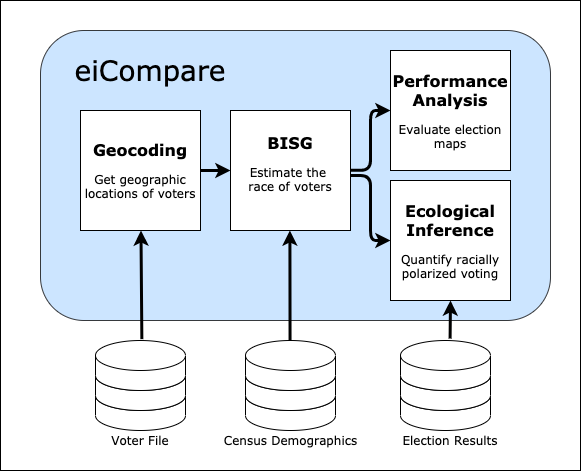 eiCompare
Geocoding
Get geographic
locations of voters
BISG
Estimate the
race of voters
Performance
Analysis
Evaluate election
maps
Ecological
Inference
Quantify racially
polarized voting
Voter File
Census Demographics
Election Results